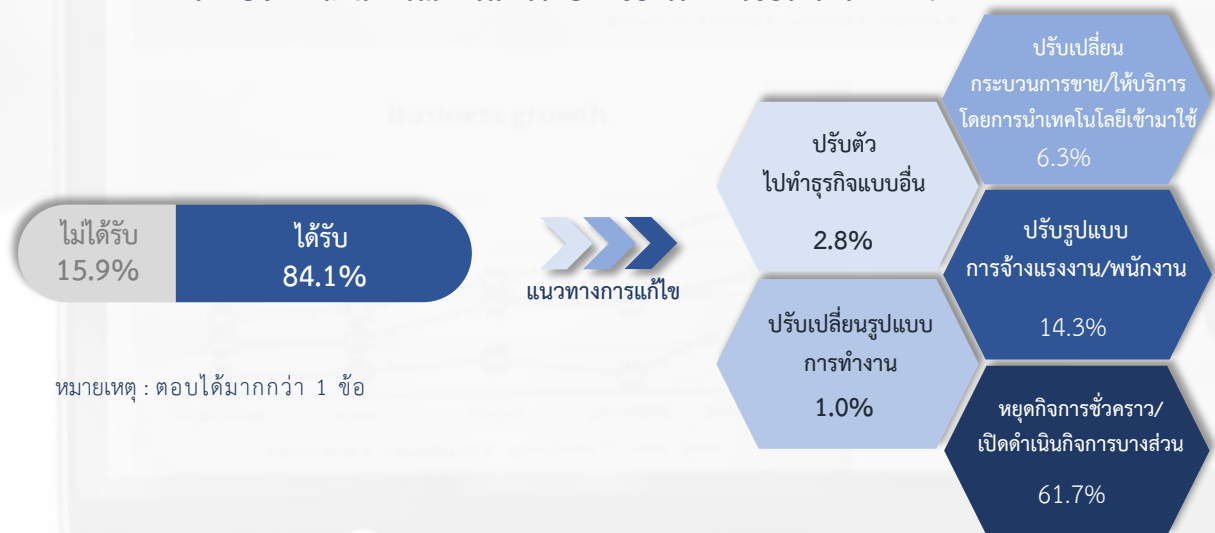 ไม่ได้รับ
15.9%
ได้รับ
84.1%
แนวทางการแก้ไข
หมายเหตุ : ตอบได้มากกว่า 1 ข้อ
ปรับตัว
ไปทำธุรกิจแบบอื่น
2.8%
ปรับเปลี่ยนรูปแบบ
การทำงาน
1.0%
ปรับเปลี่ยน
กระบวนการขาย/ให้บริการ
โดยการนำเทคโนโลยีเข้ามาใช้
6.3%
ปรับรูปแบบ
การจ้างแรงงาน/พนักงาน
14.3%
หยุดกิจการชั่วคราว/
เปิดดำเนินกิจการบางส่วน
61.7%
Business growth